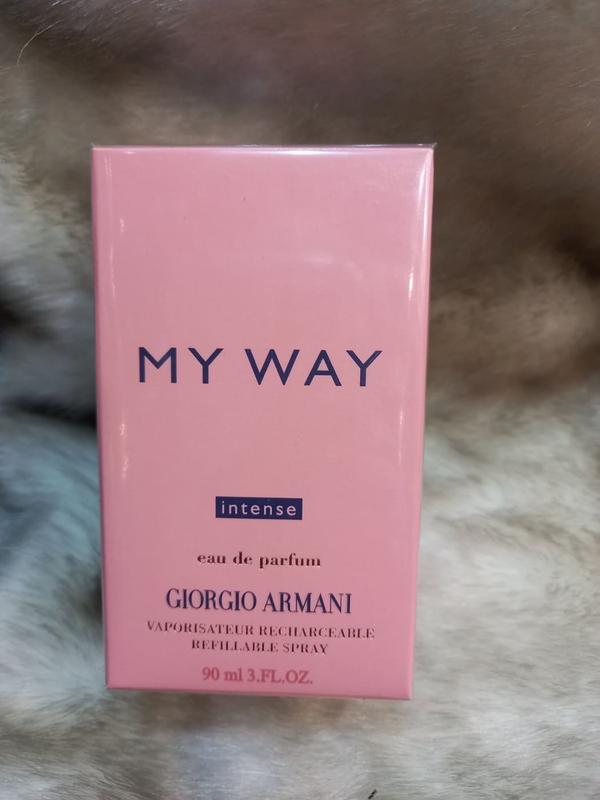 MY WAY
intense
eau de parfum
GIORGIO ARMANI
VAPORISATEUR RECHARGEABLE
REFILLABLE SPRAY
90 ml 3.FL.OZ.